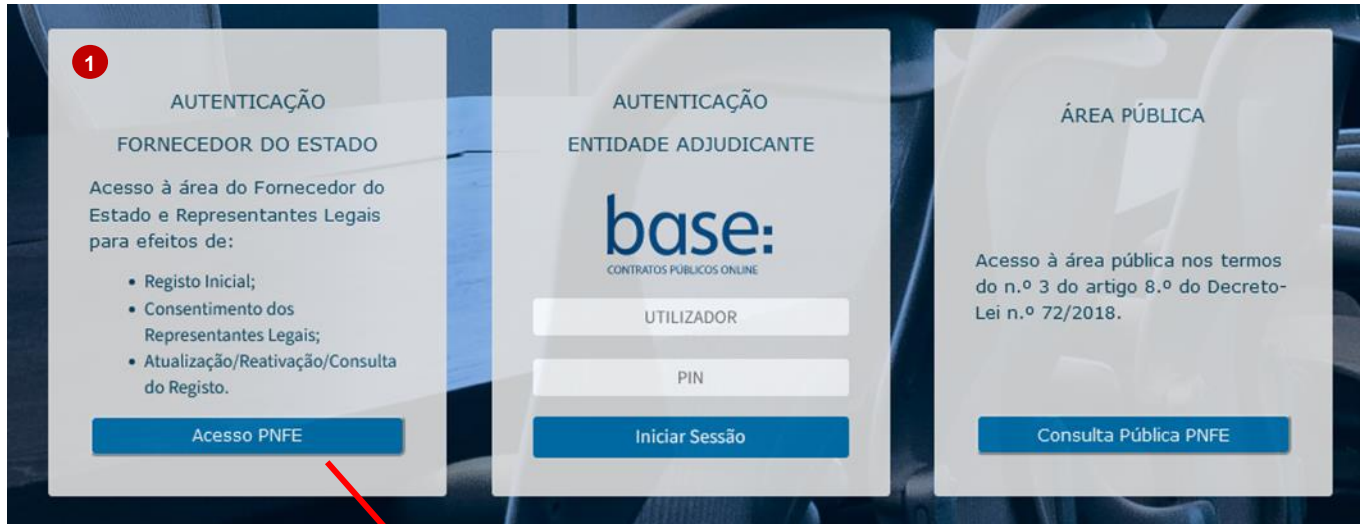 1
AUTENTICAÇÃO
FORNECEDOR DO ESTADO
Acesso à área do Fornecedor do
Estado e Representantes Legais
para efeitos de:
• Registo Inicial;
• Consentimento dos
Representantes Legais;
• Atualização/Reativação/Consulta
do Registo.
Acesso PNFE
AUTENTICAÇÃO
ENTIDADE ADJUDICANTE
base:
CONTRATOS PÚBLICOS ONLINE
UTILIZADOR
PIN
Iniciar Sessão
ÁREA PÚBLICA
Acesso à área pública nos termos
do n.º 3 do artigo 8.º do Decreto-
Lei n.º 72/2018.
Consulta Pública PNFE